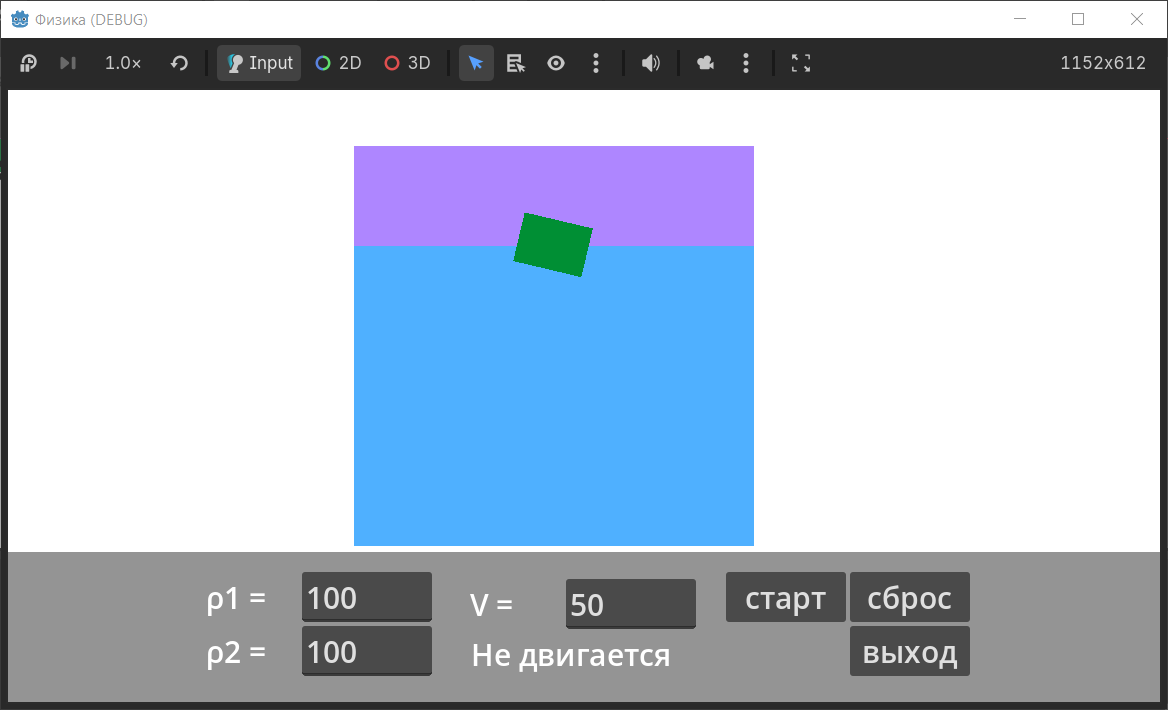 Физика (DEBUG)
1.0× Input 2D 3D 1152x612
ρ1 = 100 V = 50 старт сброс
ρ2 = 100 Не двигается выход